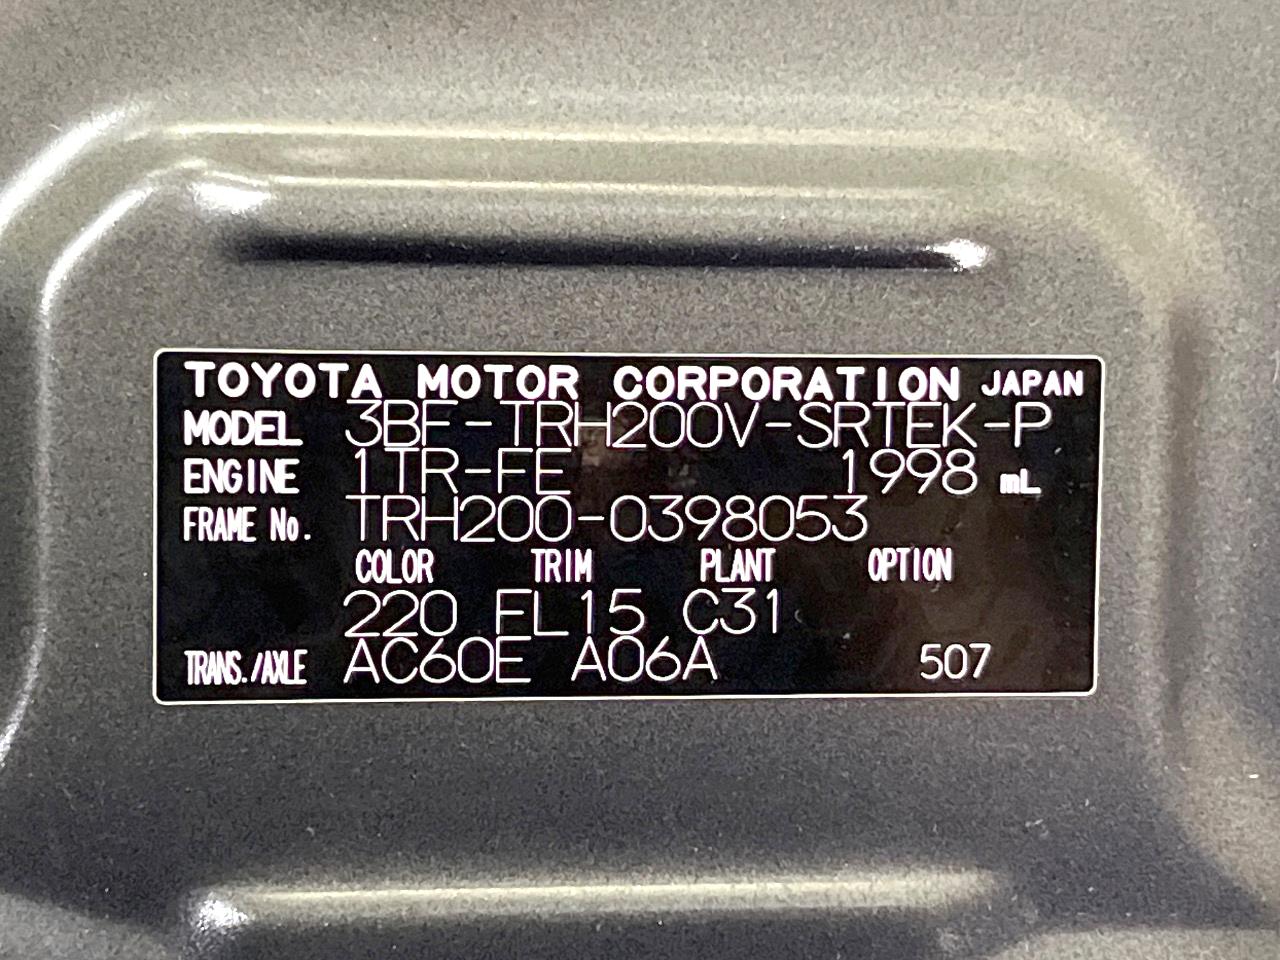 TOYOTA MOTOR CORPORATION JAPAN
MODEL 3BF-TRH200V-SRTEK-P
ENGINE 1TR-FE 1998 mL
FRAME No. TRH200-0398053
COLOR TRIM PLANT OPTION
220 FL15 C31
TRANS./AXLE AC60E A06A 507